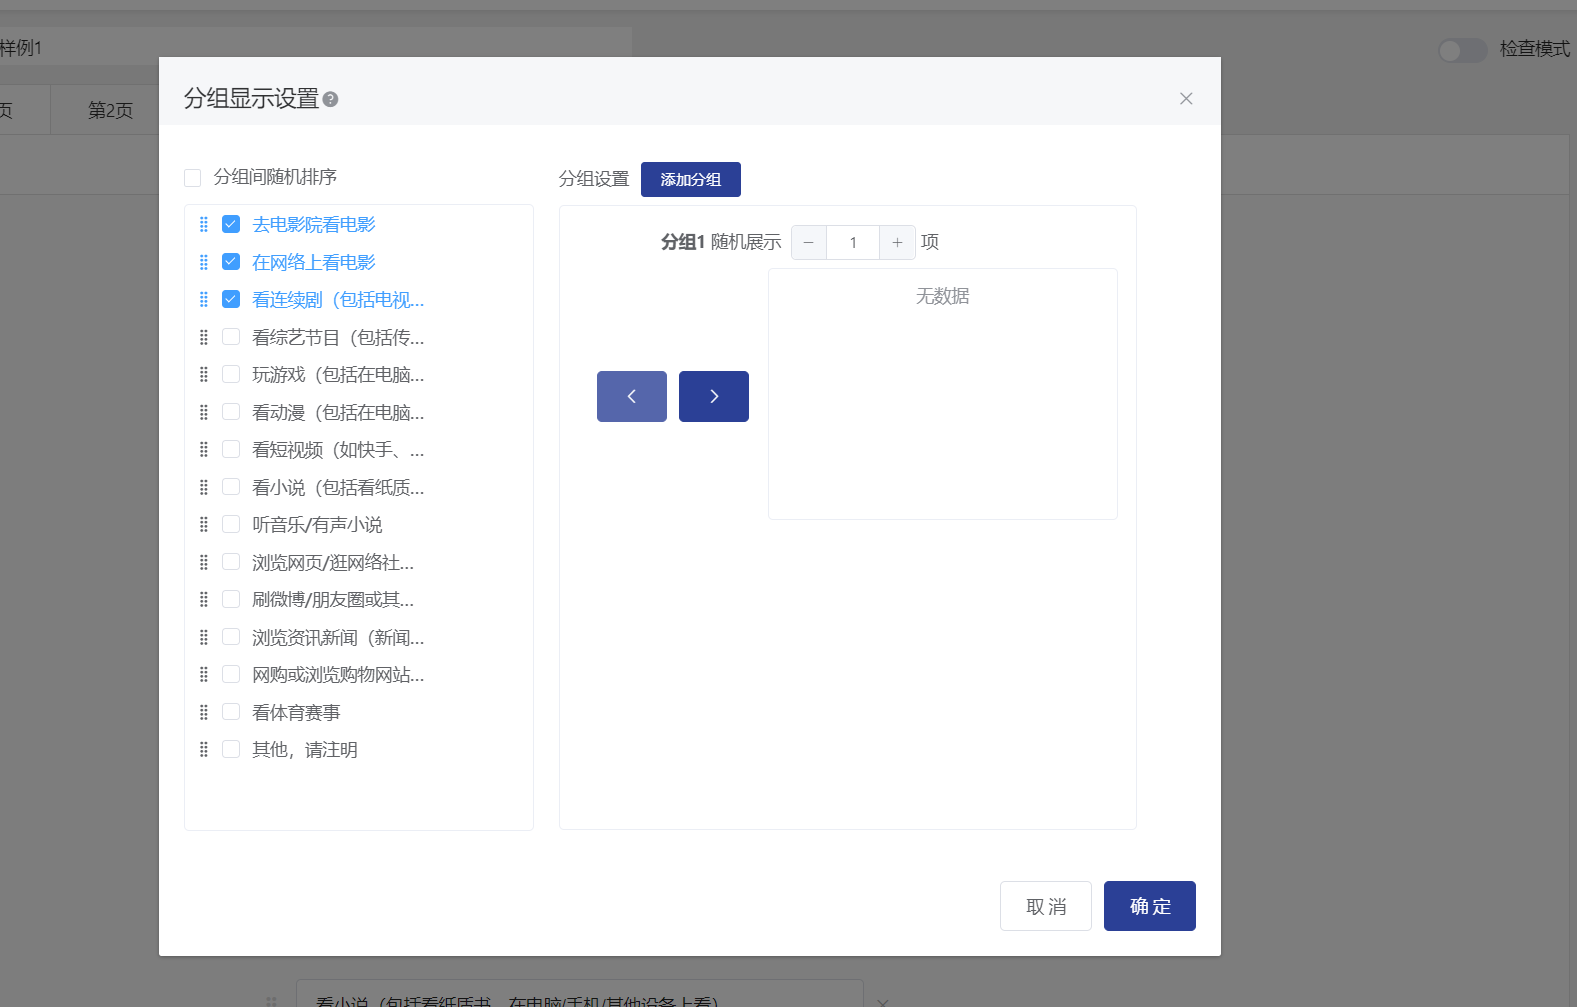 样例1
检查模式
页
第2页
分组显示设置
分组间随机排序
去电影院看电影
在网络上看电影
看连续剧（包括电视...
看综艺节目（包括传...
玩游戏（包括在电脑...
看动漫（包括在电脑...
看短视频（如快手、...
看小说（包括看纸质...
听音乐/有声小说
浏览网页/逛网络社...
刷微博/朋友圈或其...
浏览资讯新闻（新闻...
网购或浏览购物网站...
看体育赛事
其他，请注明
分组设置 添加分组
分组1 随机展示 － 1 + 项
无数据
取消 确定
看小说（包括看纸质书、在电脑/手机/其他设备上看）